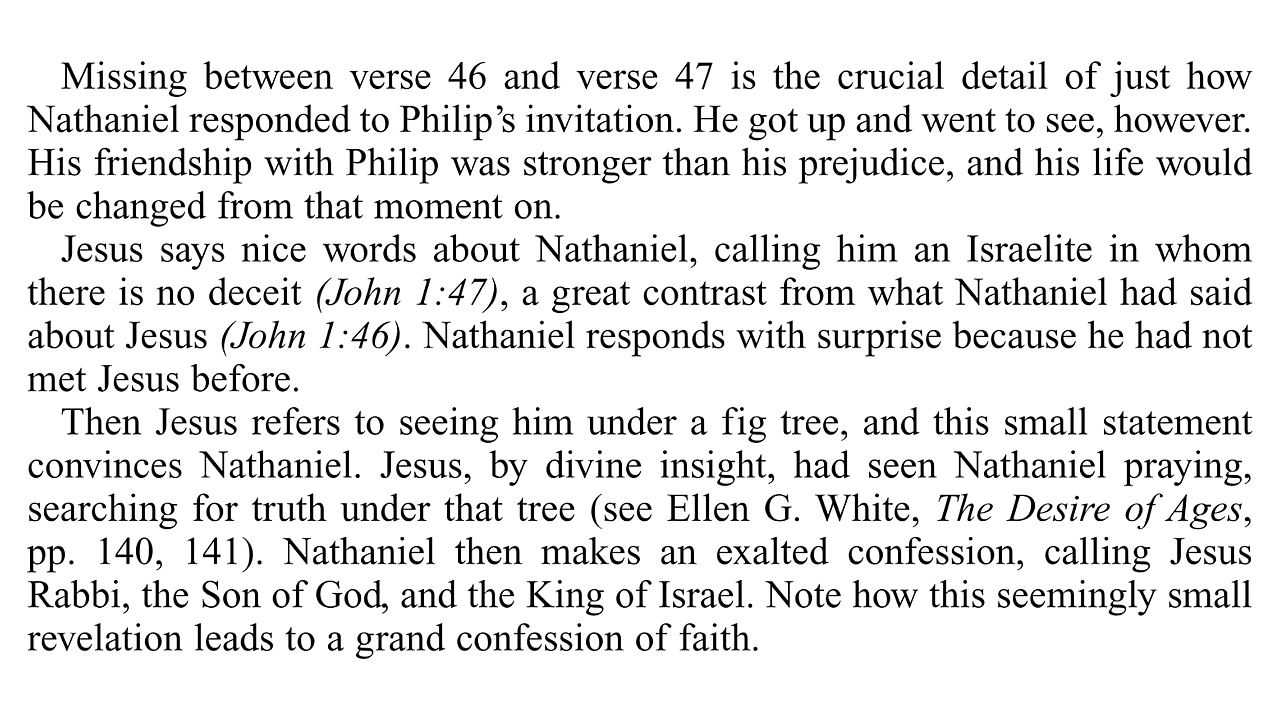 Missing between verse 46 and verse 47 is the crucial detail of just how
Nathaniel responded to Philip’s invitation. He got up and went to see, however.
His friendship with Philip was stronger than his prejudice, and his life would
be changed from that moment on.
Jesus says nice words about Nathaniel, calling him an Israelite in whom
there is no deceit (John 1:47), a great contrast from what Nathaniel had said
about Jesus (John 1:46). Nathaniel responds with surprise because he had not
met Jesus before.
Then Jesus refers to seeing him under a fig tree, and this small statement
convinces Nathaniel. Jesus, by divine insight, had seen Nathaniel praying,
searching for truth under that tree (see Ellen G. White, The Desire of Ages,
pp. 140, 141). Nathaniel then makes an exalted confession, calling Jesus
Rabbi, the Son of God, and the King of Israel. Note how this seemingly small
revelation leads to a grand confession of faith.